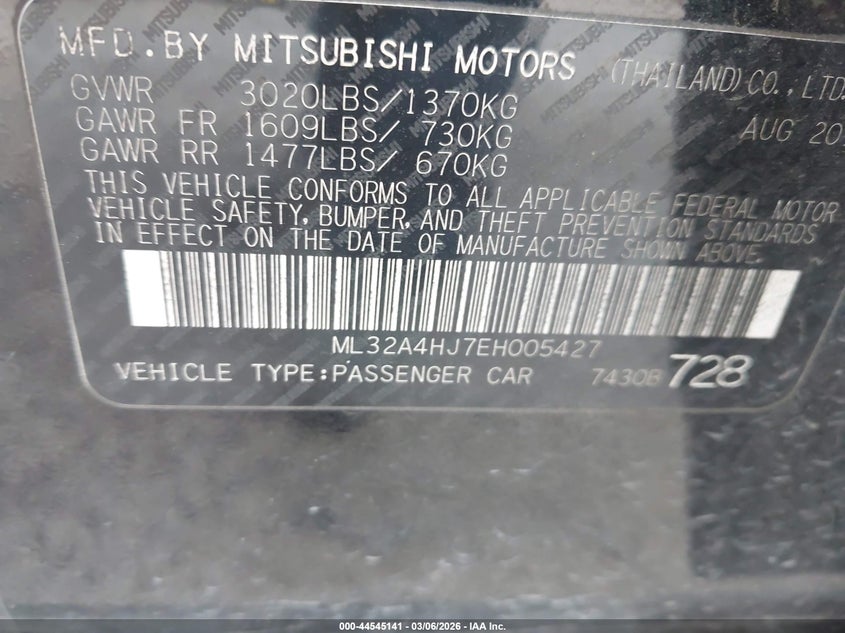 MFD. BY MITSUBISHI MOTORS (THAILAND) CO., LTD.
GVWR 3020LBS/1370KG AUG 20
GAWR FR 1609LBS/ 730KG
GAWR RR 1477LBS/ 670KG
THIS VEHICLE CONFORMS TO ALL APPLICABLE FEDERAL MOTOR
VEHICLE SAFETY, BUMPER, AND THEFT PREVENTION STANDARDS
IN EFFECT ON THE DATE OF MANUFACTURE SHOWN ABOVE.
ML32A4HJ7EH005427
VEHICLE TYPE:PASSENGER CAR 7430B 728
000-44545141 | 03/06/2026 - IAA Inc.